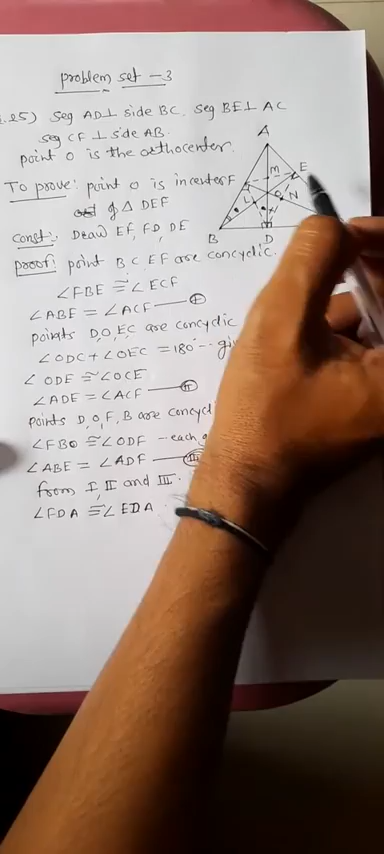 problem set - 3
.25) seg AD ⊥ side BC. seg BE ⊥ AC
seg CF ⊥ side AB.
point O is the orthocenter.
To prove: point O is incenter
of △ DEF
Const: Draw EF, FD, DE
proof: point B C, E F are concyclic.
∠FBE ≅ ∠ECF
∠ABE = ∠ACF — I
points D, O, E, C are concyclic
∠ODC + ∠OEC = 180° --
∠ODE ≅ ∠OCE
∠ADE = ∠ACF — II
points D, O, F, B are concycl
∠FBO ≅ ∠ODF - each
∠ABE = ∠ADF — III
from I, II and III.
∠FDA ≅ ∠EDA
A
F
M
E
L
N
B
D